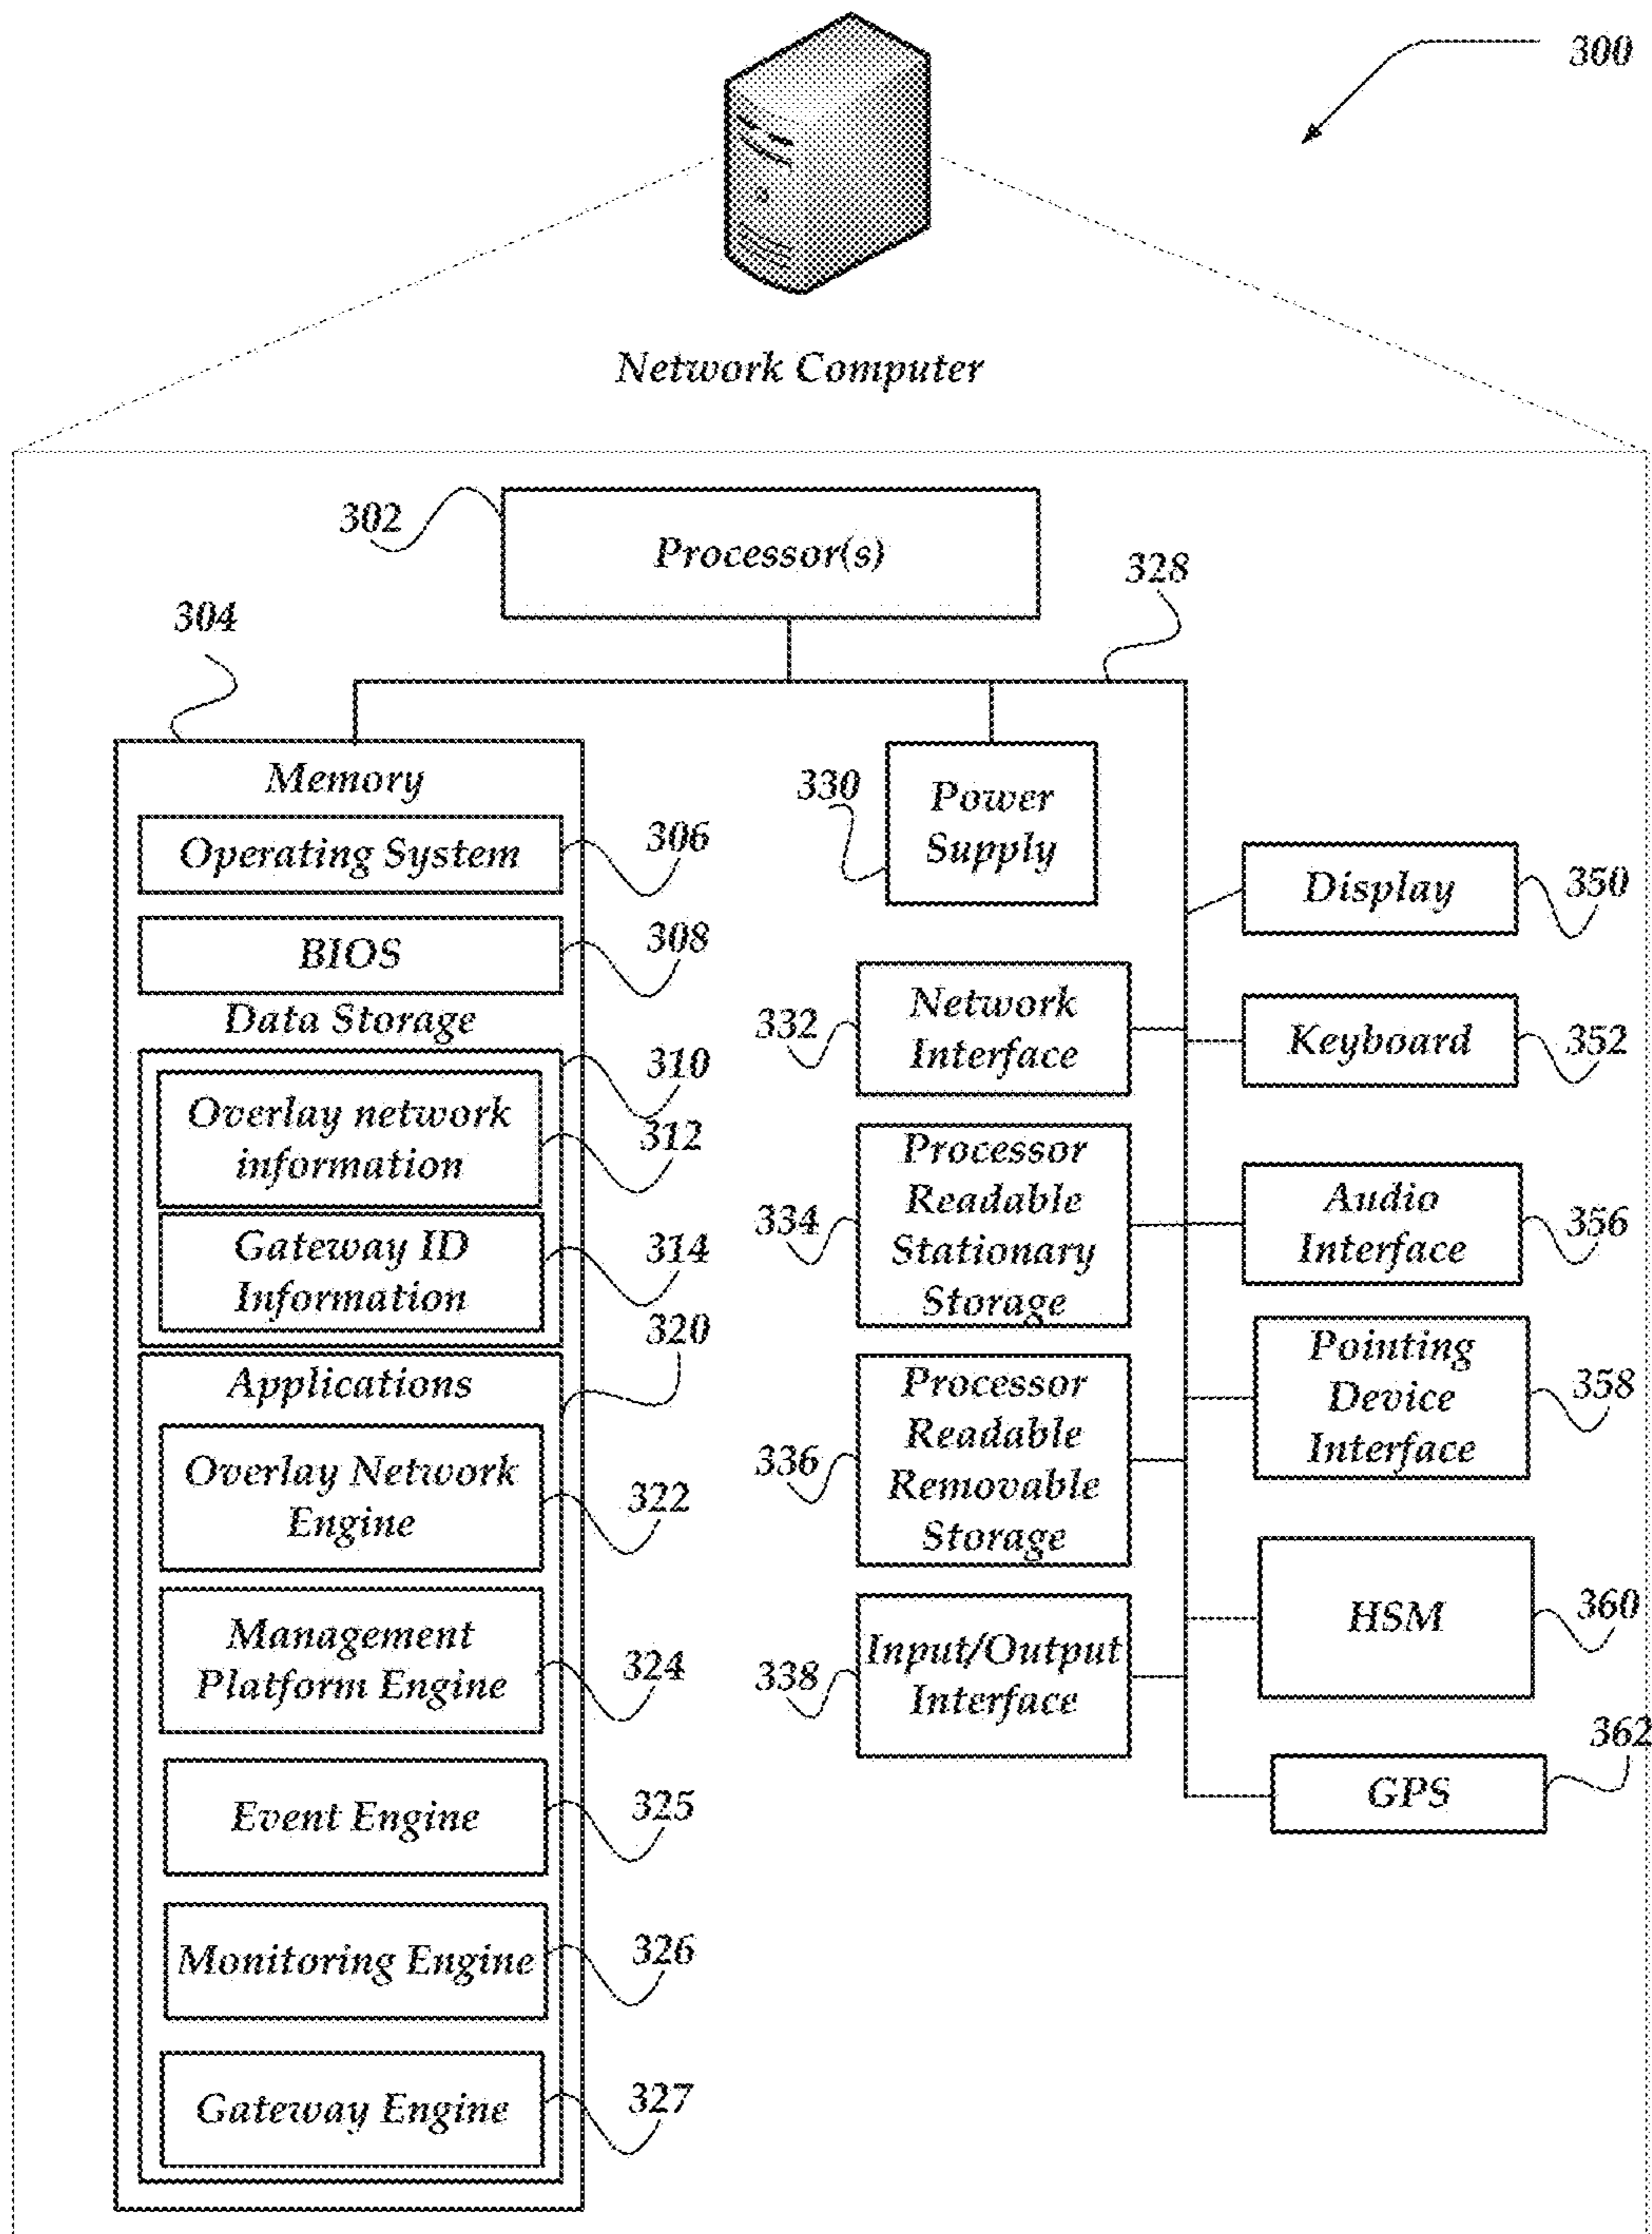 300
Network Computer
302
Processor(s)
328
304
Memory
Operating System
306
BIOS
308
Data Storage
310
Overlay network
information
312
Gateway ID
Information
314
320
Applications
Overlay Network
Engine
322
Management
Platform Engine
324
Event Engine
325
Monitoring Engine
326
Gateway Engine
327
330
Power
Supply
332
Network
Interface
334
Processor
Readable
Stationary
Storage
336
Processor
Readable
Removable
Storage
338
Input/Output
Interface
Display
350
Keyboard
352
Audio
Interface
356
Pointing
Device
Interface
358
HSM
360
362
GPS